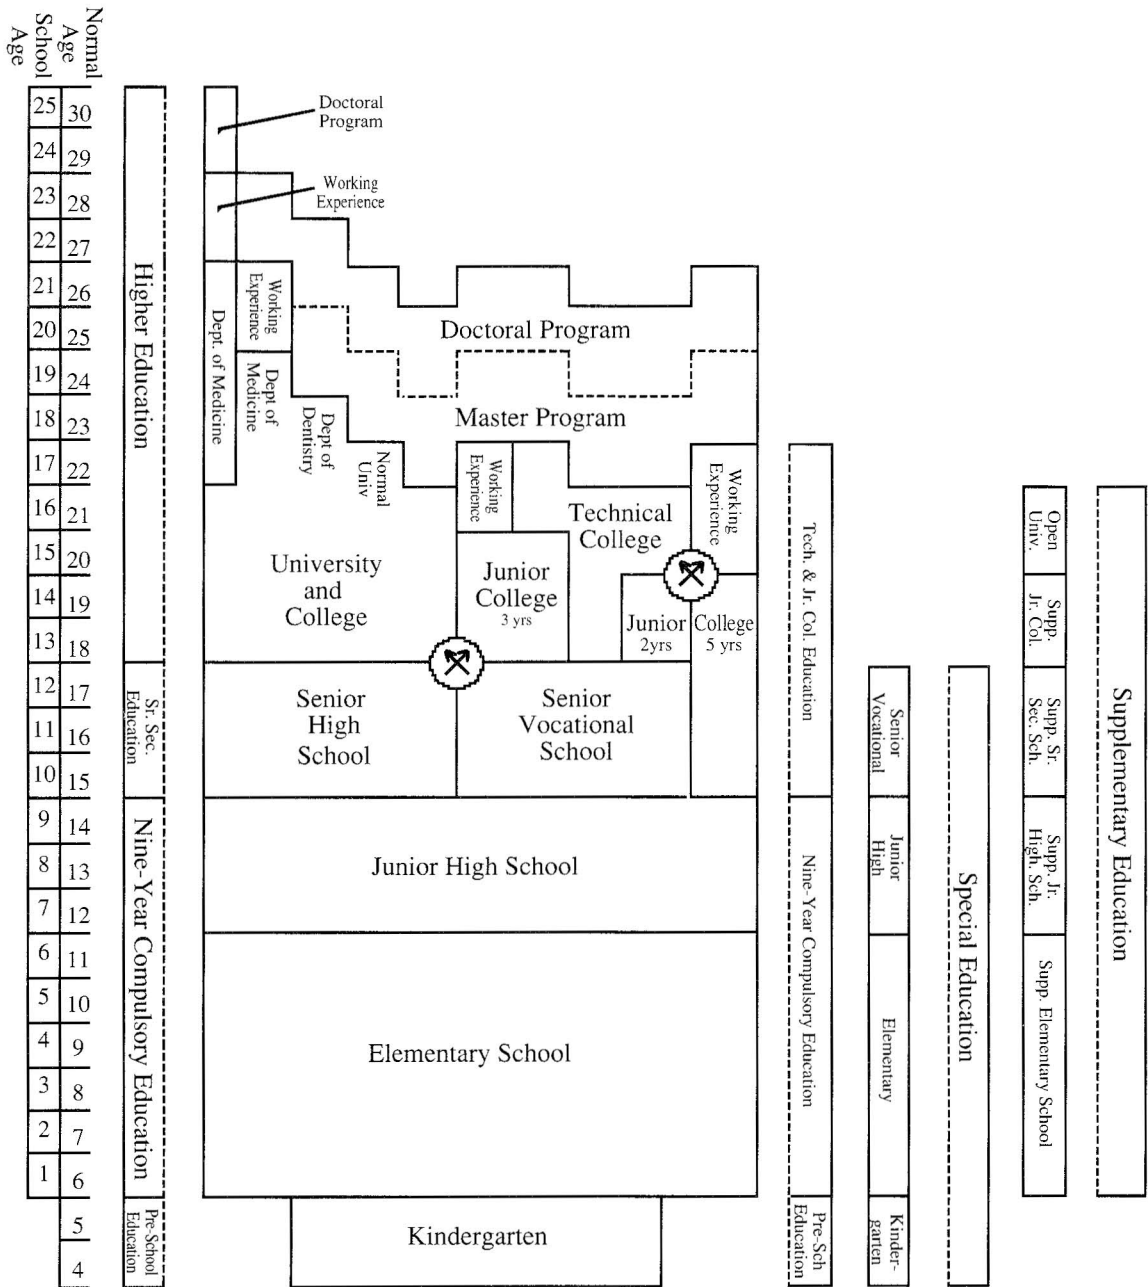 Normal
Age
School
Age
25 30
24 29
23 28
22 27
21 26
20 25
19 24
18 23
17 22
16 21
15 20
14 19
13 18
12 17
11 16
10 15
9 14
8 13
7 12
6 11
5 10
4 9
3 8
2 7
1 6
5
4
Higher Education
Sr. Sec.
Education
Nine-Year Compulsory Education
Pre-School
Education
Doctoral
Program
Working
Experience
Dept. of Medicine
Working
Experience
Dept of
Medicine
Dept of
Dentistry
Normal
Univ
Doctoral Program
Master Program
Working
Experience
Working
Experience
Technical
College
University
and
College
Junior
College
3 yrs
Junior
2yrs
College
5 yrs
Senior
High
School
Senior
Vocational
School
Junior High School
Elementary School
Kindergarten
Tech. & Jr. Col. Education
Nine-Year Compulsory Education
Pre-Sch
Education
Senior
Vocational
Junior
High
Elementary
Kinder-
garten
Special Education
Open
Univ.
Supp.
Jr. Col.
Supp. Sr.
Sec. Sch.
Supp. Jr.
High. Sch.
Supp. Elementary School
Supplementary Education